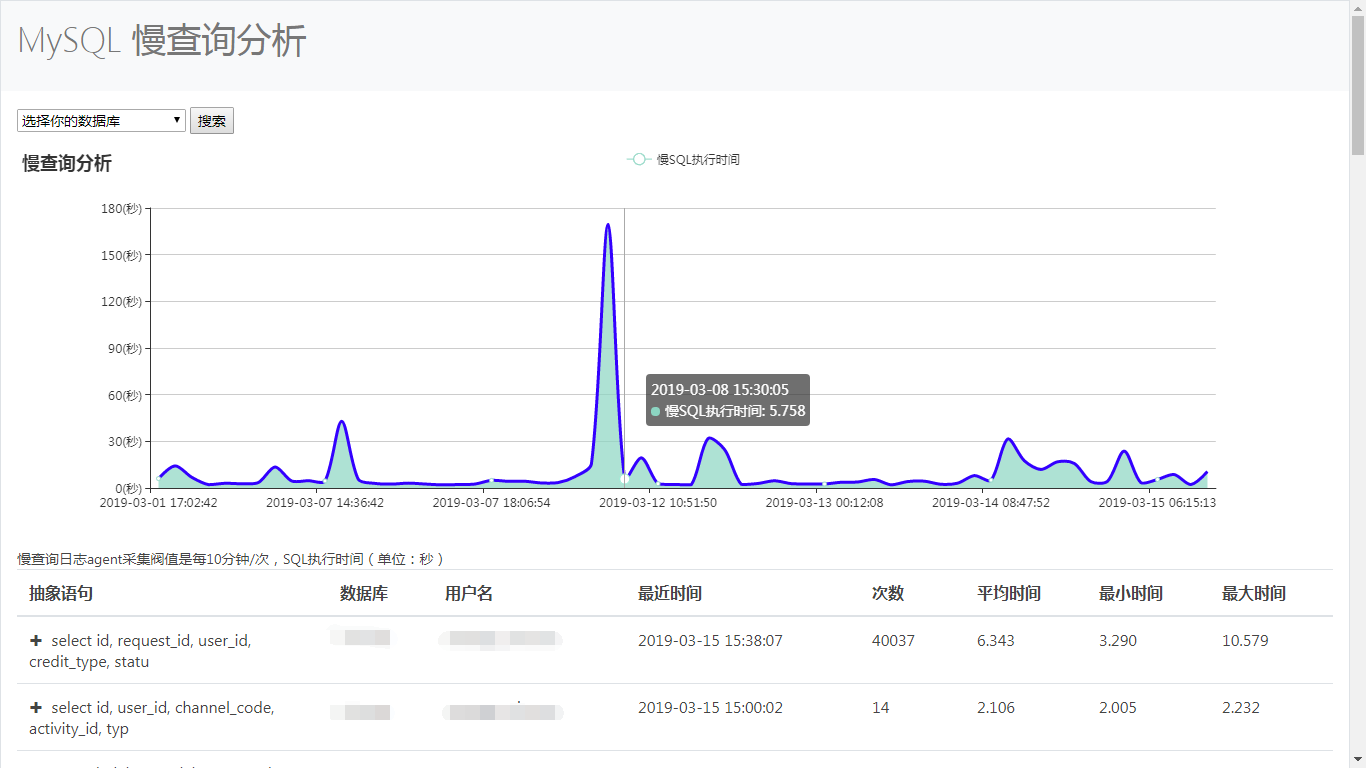 MySQL 慢查询分析
选择你的数据库 搜索
慢查询分析
慢SQL执行时间
180(秒)
150(秒)
120(秒)
90(秒)
60(秒)
30(秒)
0(秒)
2019-03-08 15:30:05
慢SQL执行时间: 5.758
2019-03-01 17:02:42 2019-03-07 14:36:42 2019-03-07 18:06:54 2019-03-12 10:51:50 2019-03-13 00:12:08 2019-03-14 08:47:52 2019-03-15 06:15:13
慢查询日志agent采集阀值是每10分钟/次，SQL执行时间（单位：秒）
抽象语句 数据库 用户名 最近时间 次数 平均时间 最小时间 最大时间
select id, request_id, user_id, 2019-03-15 15:38:07 40037 6.343 3.290 10.579
credit_type, statu
select id, user_id, channel_code, 2019-03-15 15:00:02 14 2.106 2.005 2.232
activity_id, typ